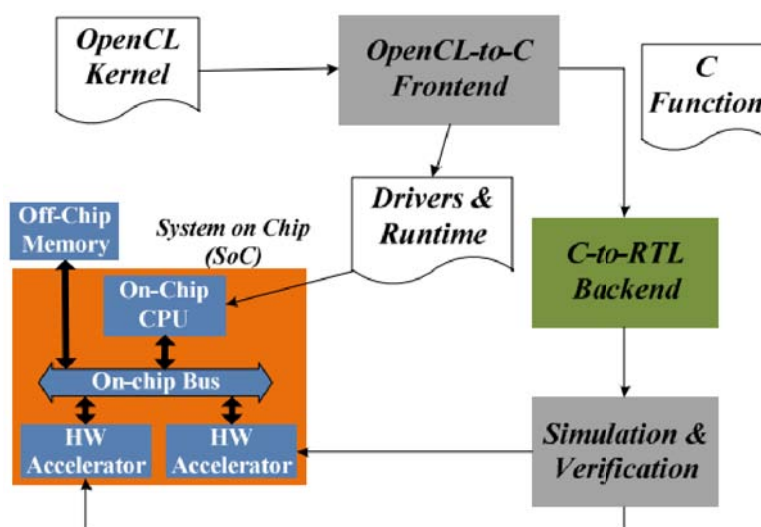 OpenCL
Kernel
OpenCL-to-C
Frontend
C
Function
Drivers &
Runtime
System on Chip
(SoC)
Off-Chip
Memory
On-Chip
CPU
On-chip Bus
HW
Accelerator
HW
Accelerator
C-to-RTL
Backend
Simulation &
Verification